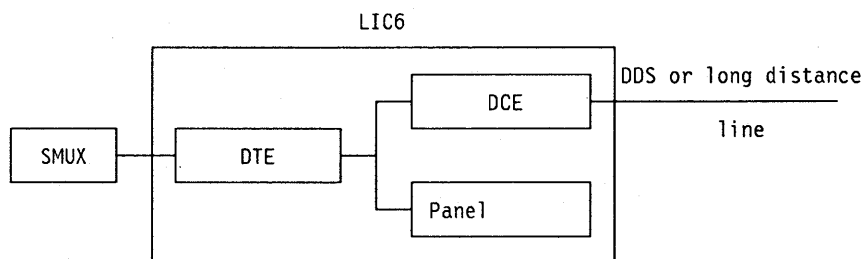 LIC6
DDS or long distance
DCE
line
SMUX
DTE
Panel